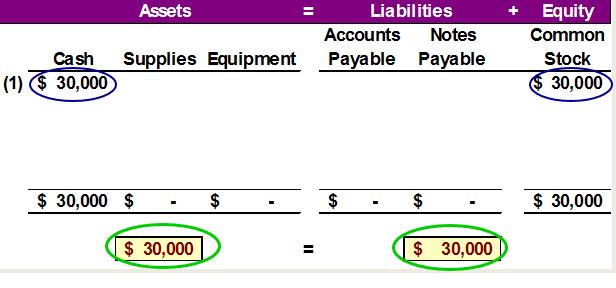 Assets = Liabilities + Equity
Accounts Notes Common
Cash Supplies Equipment Payable Payable Stock
(1) $ 30,000 $ 30,000
$ 30,000 $ - $ - $ - $ - $ 30,000
$ 30,000 = $ 30,000